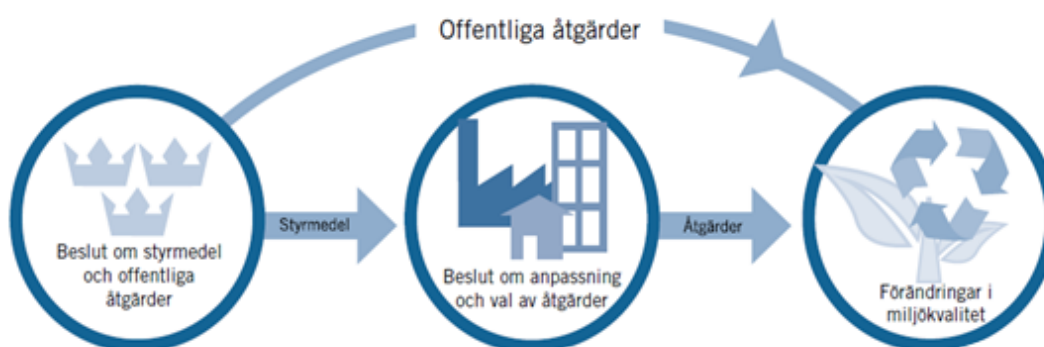 Offentliga åtgärder
Beslut om styrmedel
och offentliga
åtgärder
Styrmedel
Beslut om anpassning
och val av åtgärder
Åtgärder
Förändringar i
miljökvalitet